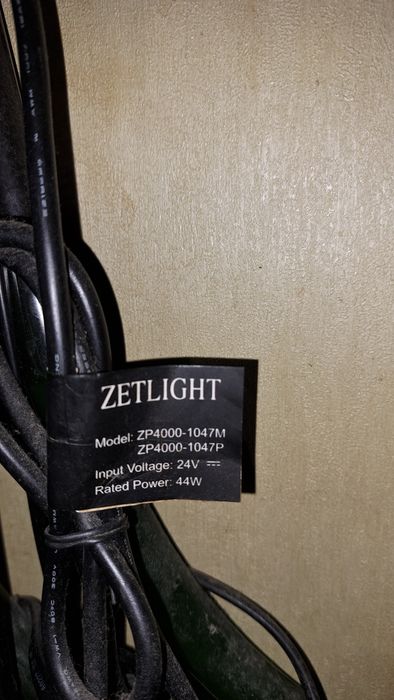 ZETLIGHT
Model: ZP4000-1047M
ZP4000-1047P
Input Voltage: 24V ⎓
Rated Power: 44W